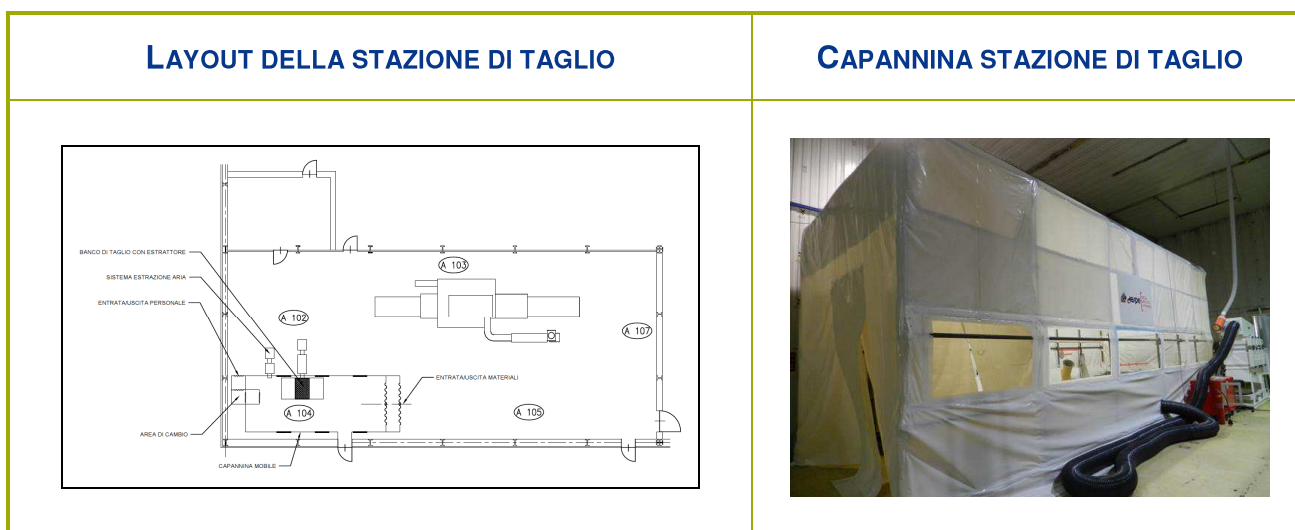 LAYOUT DELLA STAZIONE DI TAGLIO
CAPANNINA STAZIONE DI TAGLIO
BANCO DI TAGLIO CON ESTRATTORE
SISTEMA ESTRAZIONE ARIA
ENTRATA/USCITA PERSONALE
A 103
A 102
A 107
ENTRATA/USCITA MATERIALI
A 104
A 105
AREA DI CAMBIO
CAPANNINA MOBILE